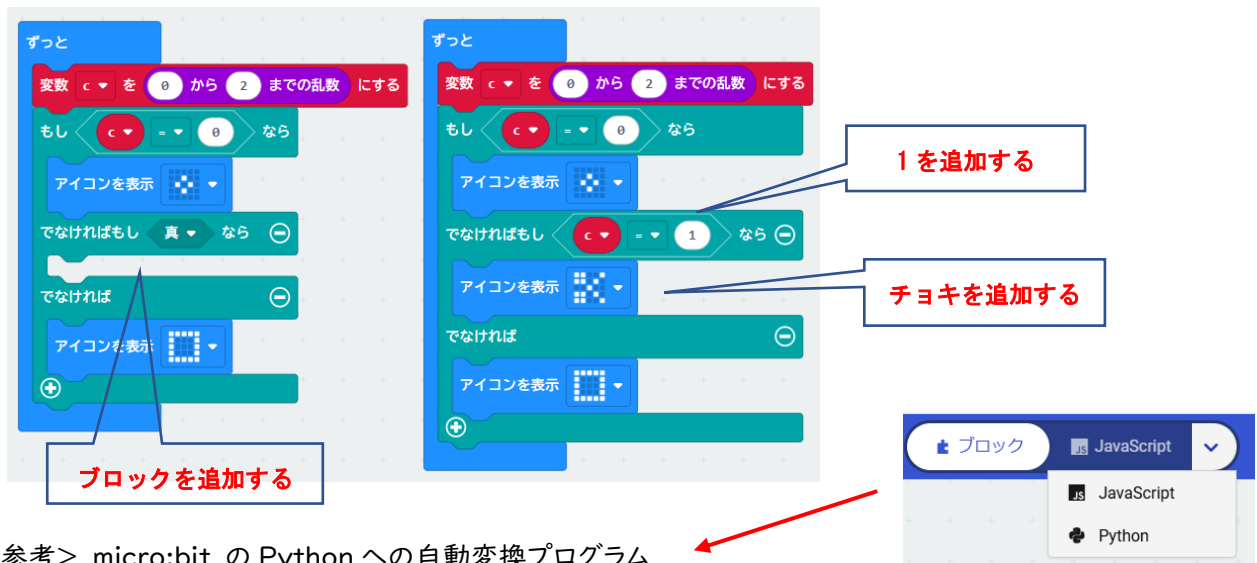 ずっと
変数 c を 0 から 2 までの乱数 にする
もし c = 0 なら
アイコンを表示
でなければもし 真 なら
でなければ
アイコンを表示
ブロックを追加する
ずっと
変数 c を 0 から 2 までの乱数 にする
もし c = 0 なら
アイコンを表示
でなければもし c = 1 なら
アイコンを表示
でなければ
アイコンを表示
1を追加する
チョキを追加する
ブロック JS JavaScript
JS JavaScript
Python
参考> micro:bit の Python への自動変換プログラム